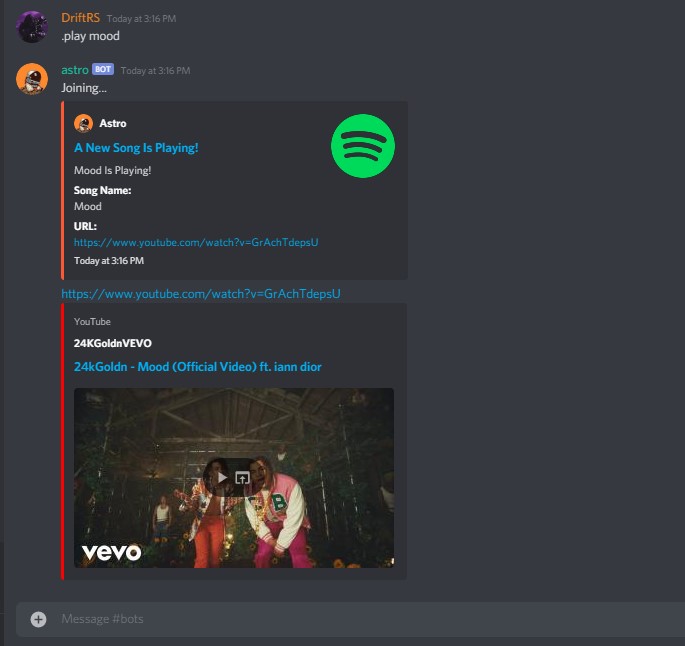 DriftRS Today at 3:16 PM
.play mood
astro BOT Today at 3:16 PM
Joining...
Astro
A New Song Is Playing!
Mood Is Playing!
Song Name:
Mood
URL:
https://www.youtube.com/watch?v=GrAchTdepsU
Today at 3:16 PM
https://www.youtube.com/watch?v=GrAchTdepsU
YouTube
24KGoldnVEVO
24kGoldn - Mood (Official Video) ft. iann dior
B
vevo
Message #bots